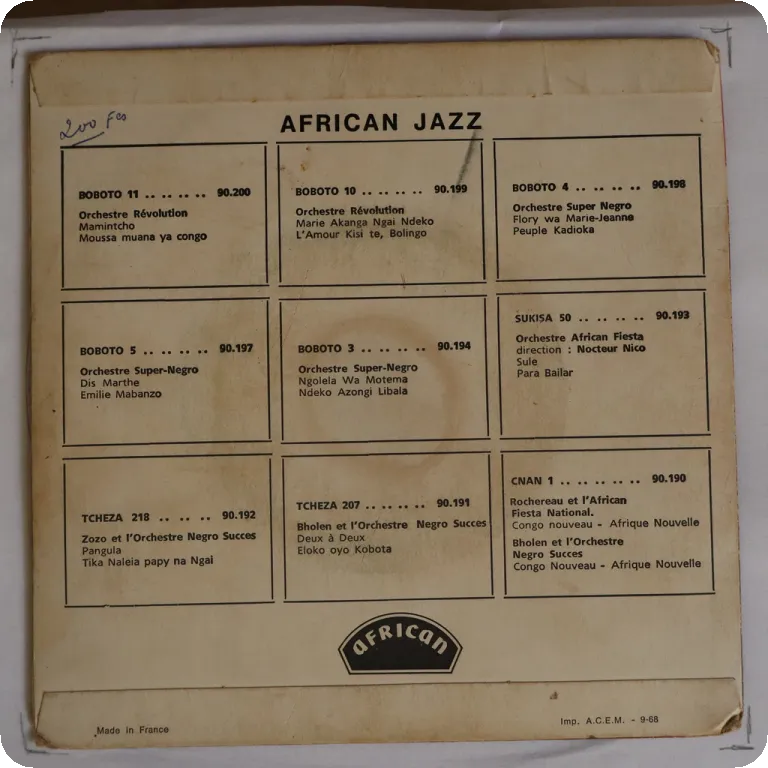 200 Fcs
AFRICAN JAZZ
BOBOTO 11 .. .. .. .. 90.200
Orchestre Révolution
Mamintcho
Moussa muana ya congo
BOBOTO 10 .. .. .. .. 90.199
Orchestre Révolution
Marie Akanga Ngai Ndeko
L'Amour Kisi te, Bolingo
BOBOTO 4 .. .. .. .. 90.198
Orchestre Super Negro
Flory wa Marie-Jeanne
Peuple Kadioka
BOBOTO 5 .. .. .. .. 90.197
Orchestre Super-Negro
Dis Marthe
Emilie Mabanzo
BOBOTO 3 .. .. .. .. 90.194
Orchestre Super-Negro
Ngolela Wa Motema
Ndeko Azongi Libala
SUKISA 50 .. .. .. .. 90.193
Orchestre African Fiesta
direction : Nocteur Nico
Sule
Para Bailar
TCHEZA 218 .. .. .. 90.192
Zozo et l'Orchestre Negro Succes
Pangula
Tika Naleia papy na Ngai
TCHEZA 207 .. .. .. .. 90.191
Bholen et l'Orchestre Negro Succes
Deux à Deux
Eloko oyo Kobota
CNAN 1 .. .. .. .. .. 90.190
Rochereau et l'African
Fiesta National.
Congo nouveau - Afrique Nouvelle
Bholen et l'Orchestre
Negro Succes
Congo Nouveau - Afrique Nouvelle
african
Made in France
Imp. A.C.E.M. - 9-68